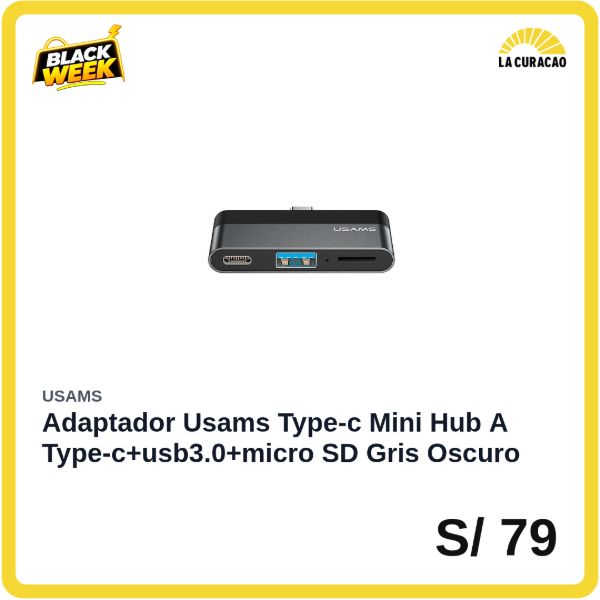 BLACK
WEEK
LA CURACAO
USAMS
USAMS
Adaptador Usams Type-c Mini Hub A
Type-c+usb3.0+micro SD Gris Oscuro
S/ 79